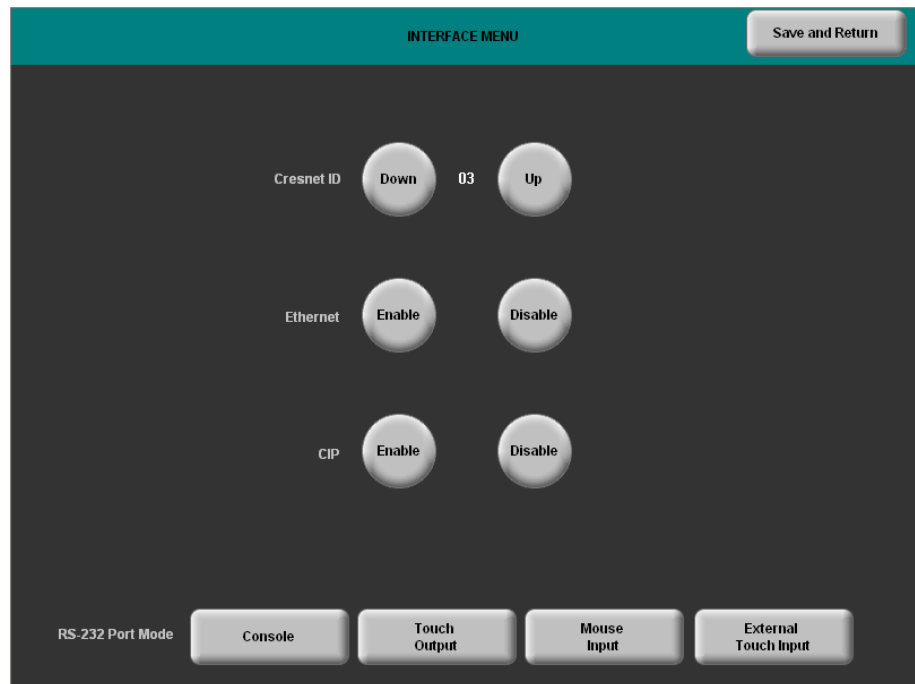 INTERFACE MENU
Save and Return
Cresnet ID
Down
03
Up
Ethernet
Enable
Disable
CIP
Enable
Disable
RS-232 Port Mode
Console
Touch
Output
Mouse
Input
External
Touch Input